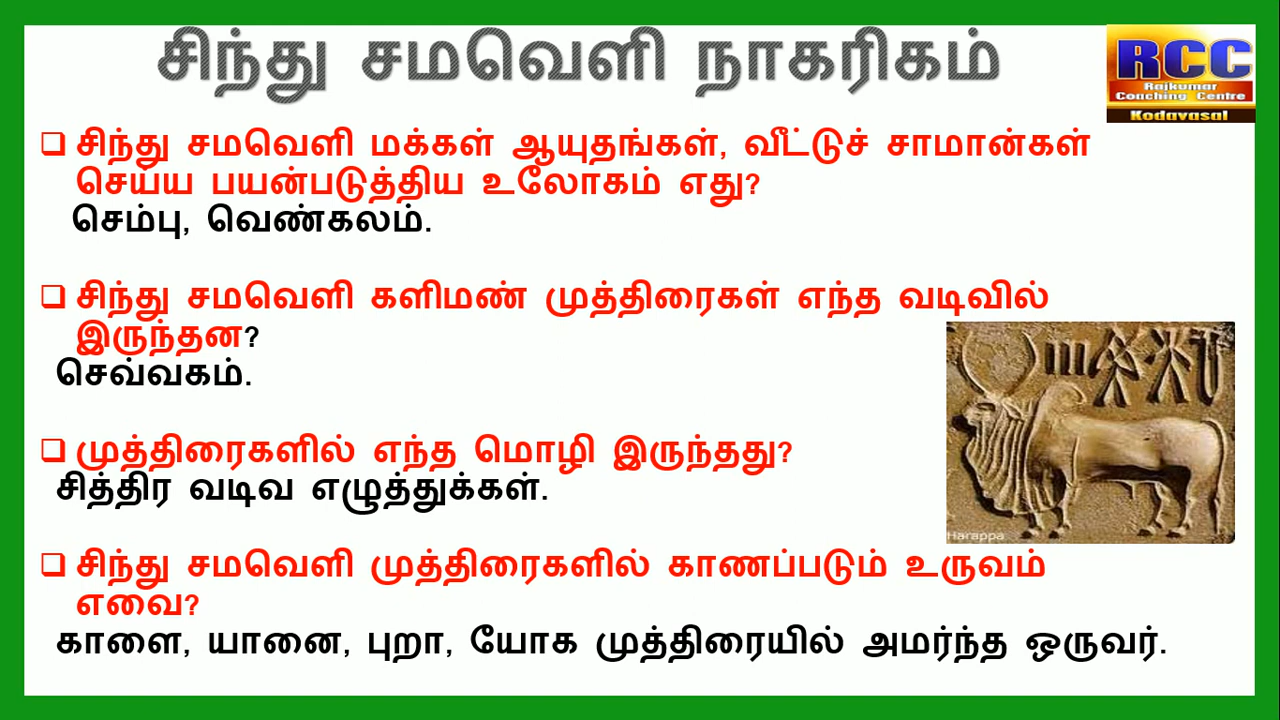 சிந்து சமவெளி நாகரிகம்
RCC
Rajkumar
Coaching Centre
Kodavasal
சிந்து சமவெளி மக்கள் ஆயுதங்கள், வீட்டுச் சாமான்கள்
செய்ய பயன்படுத்திய உலோகம் எது?
செம்பு, வெண்கலம்.
சிந்து சமவெளி களிமண் முத்திரைகள் எந்த வடிவில்
இருந்தன?
செவ்வகம்.
முத்திரைகளில் எந்த மொழி இருந்தது?
சித்திர வடிவ எழுத்துக்கள்.
Harappa
சிந்து சமவெளி முத்திரைகளில் காணப்படும் உருவம்
எவை?
காளை, யானை, புறா, யோக முத்திரையில் அமர்ந்த ஒருவர்.